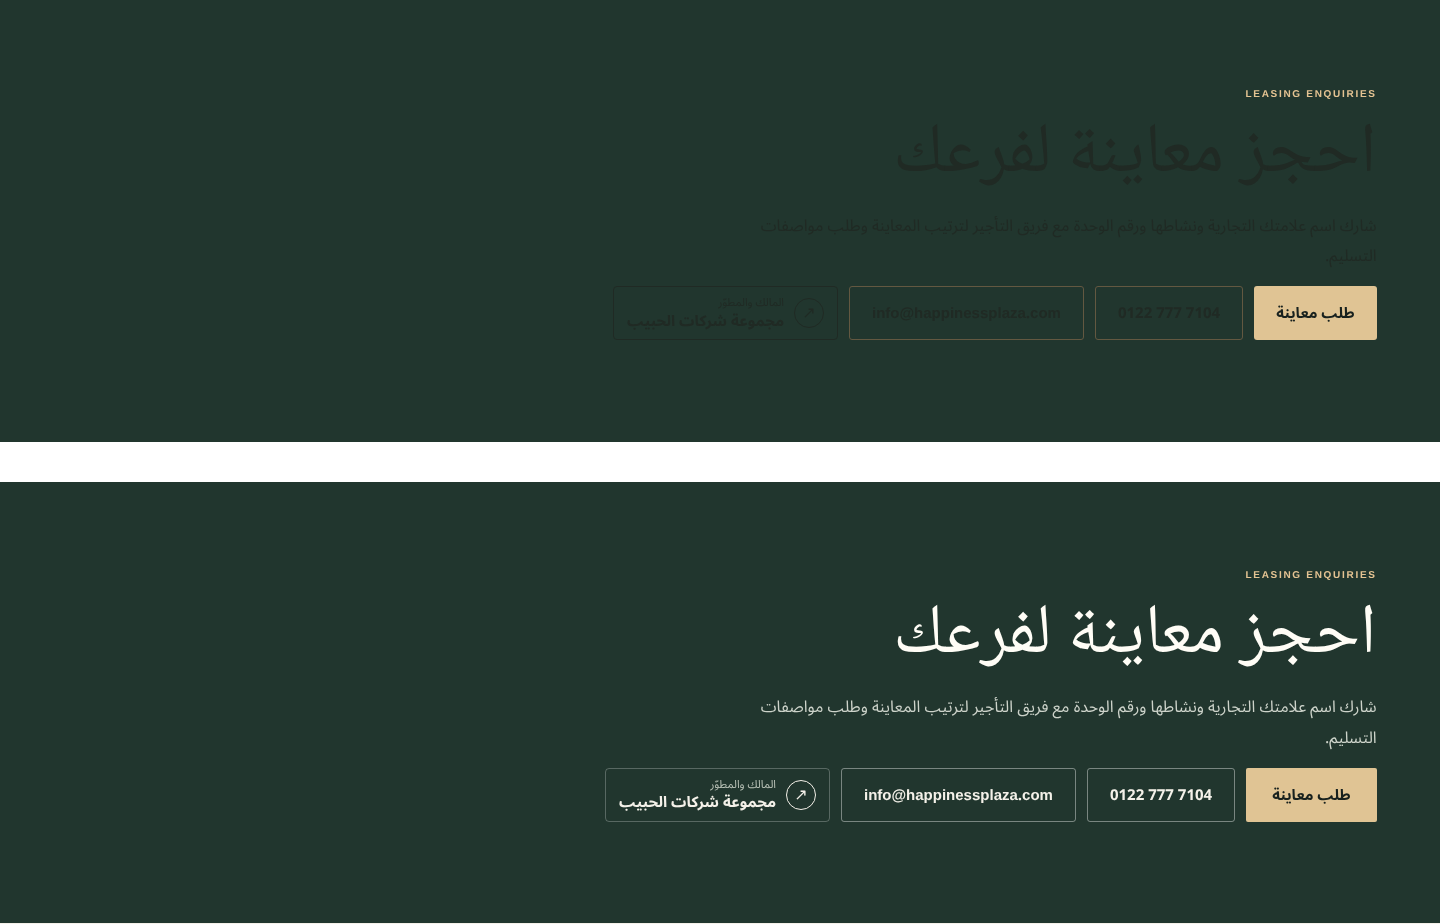 LEASING ENQUIRIES
احجز معاينة لفرعك
شارك اسم علامتك التجارية ونشاطها ورقم الوحدة مع فريق التأجير لترتيب المعاينة وطلب مواصفات
التسليم.
طلب معاينة
0122 777 7104
info@happinessplaza.com
المالك والمطوّر
مجموعة شركات الحبيب
LEASING ENQUIRIES
احجز معاينة لفرعك
شارك اسم علامتك التجارية ونشاطها ورقم الوحدة مع فريق التأجير لترتيب المعاينة وطلب مواصفات
التسليم.
طلب معاينة
0122 777 7104
info@happinessplaza.com
المالك والمطوّر
مجموعة شركات الحبيب